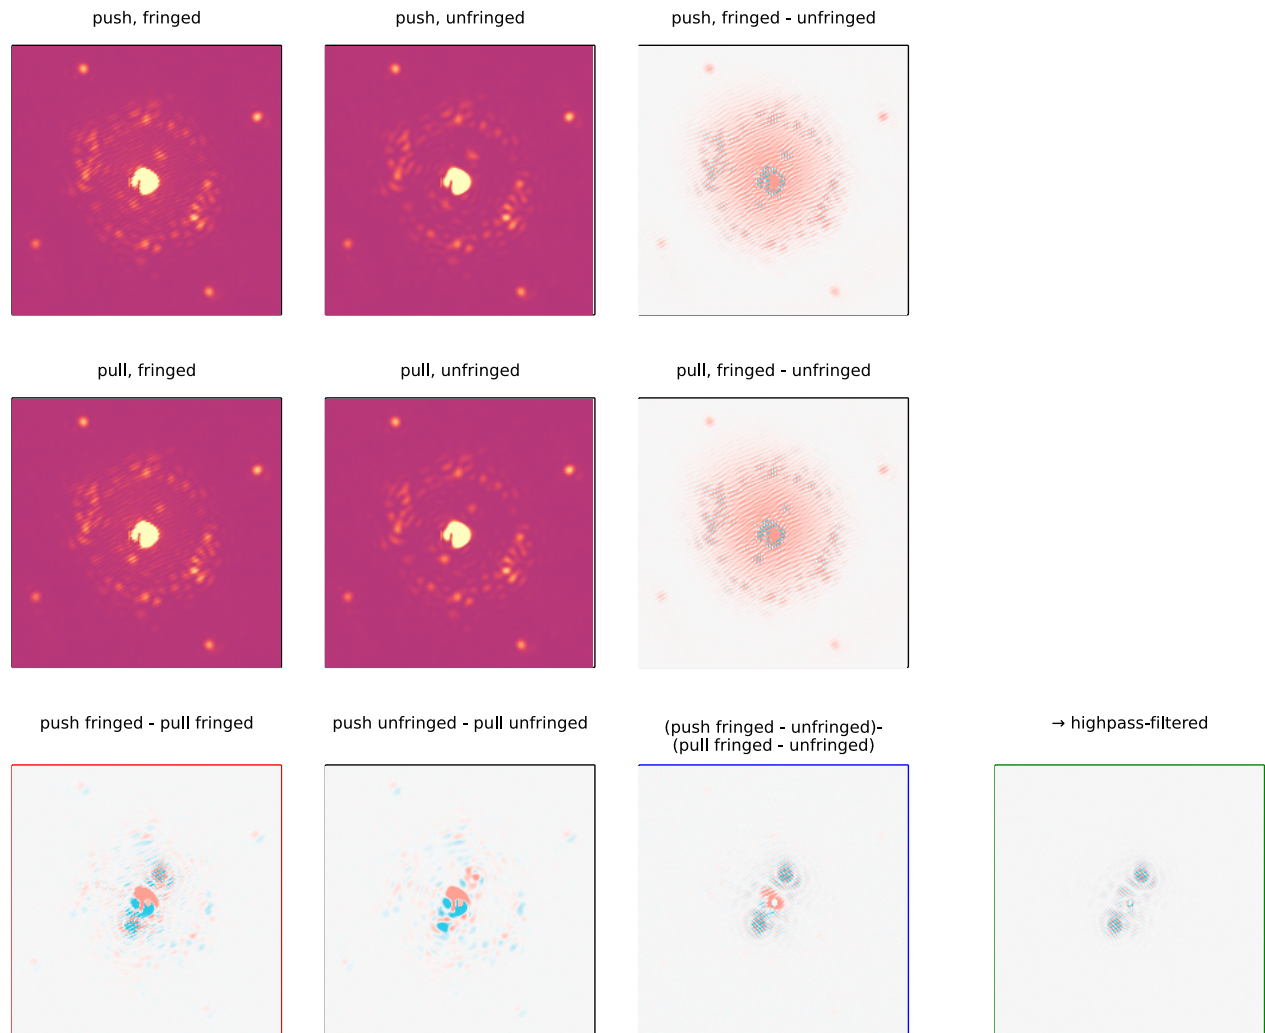 push, fringed
push, unfringed
push, fringed - unfringed
pull, fringed
pull, unfringed
pull, fringed - unfringed
push fringed - pull fringed
push unfringed - pull unfringed
(push fringed - unfringed)-
(pull fringed - unfringed)
→ highpass-filtered